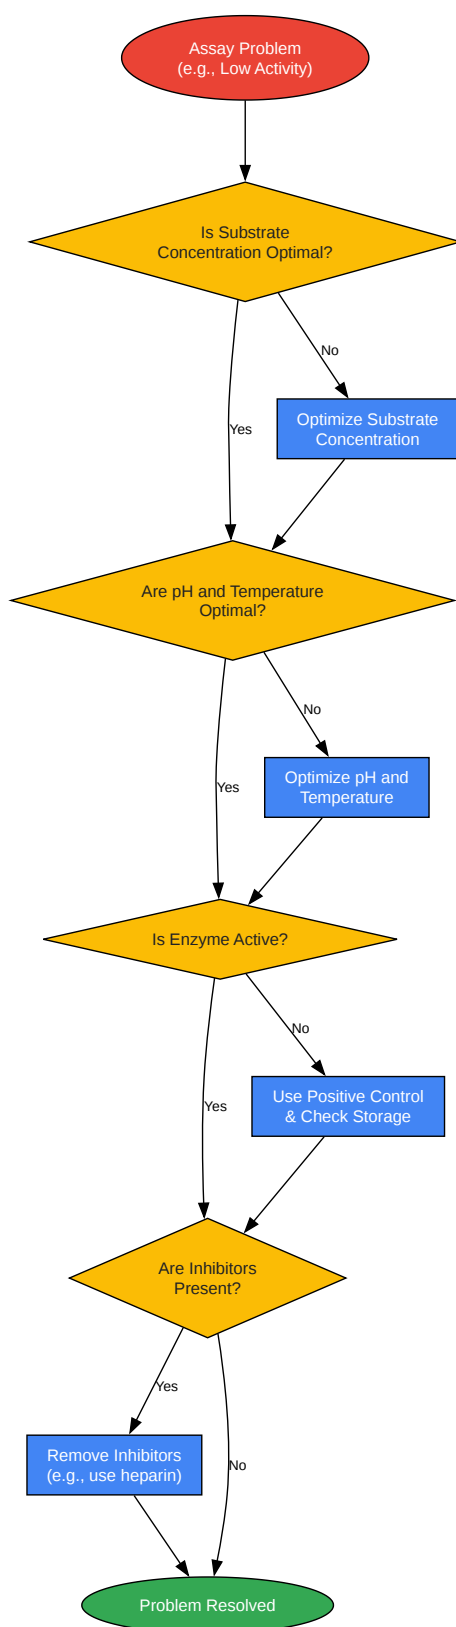 Assay Problem
(e.g., Low Activity)
Is Substrate
Concentration Optimal?
No
Optimize Substrate
Concentration
Yes
Are pH and Temperature
Optimal?
No
Optimize pH and
Temperature
Yes
Is Enzyme Active?
No
Use Positive Control
& Check Storage
Yes
Are Inhibitors
Present?
Yes
Remove Inhibitors
(e.g., use heparin)
No
Problem Resolved